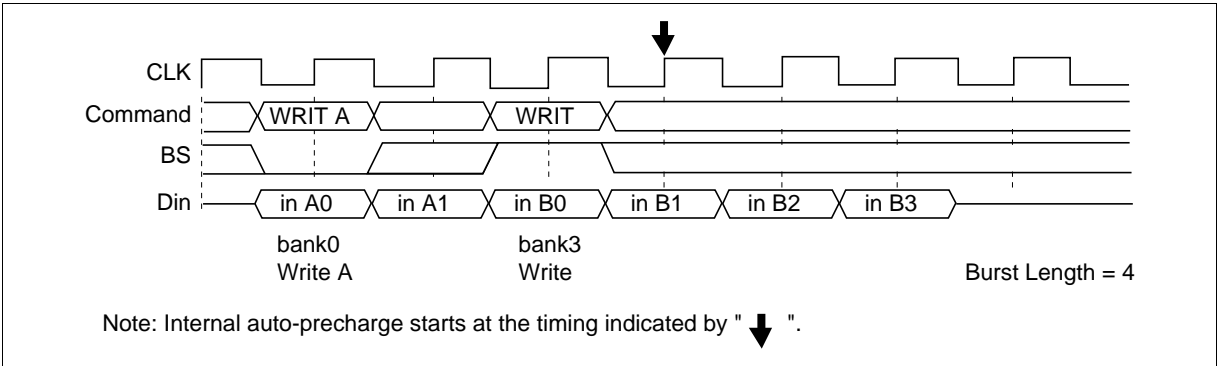 CLK
Command WRIT A WRIT
BS
Din in A0 in A1 in B0 in B1 in B2 in B3
bank0 bank3
Write A Write Burst Length = 4
Note: Internal auto-precharge starts at the timing indicated by " ".